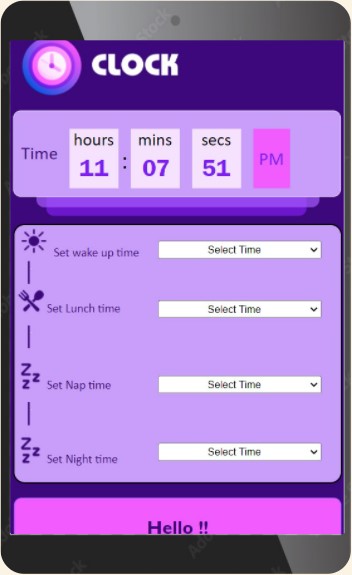 CLOCK
hours mins secs
Time 11 : 07 51 PM
Set wake up time Select Time
Set Lunch time Select Time
Z Z Z
Set Nap time Select Time
Z Z Z
Set Night time Select Time
Hello !!